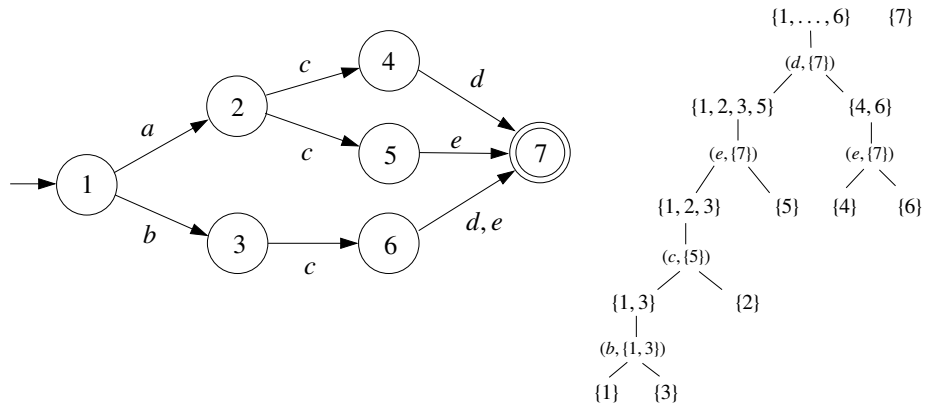 {1,...,6} {7}
(d,{7})
{1,2,3,5} {4,6}
(e,{7}) (e,{7})
{1,2,3} {5} {4} {6}
(c,{5})
{1,3} {2}
(b,{1,3})
{1} {3}
c
4
d
2
a
c
5
e
7
1
b
3
c
6
d,e